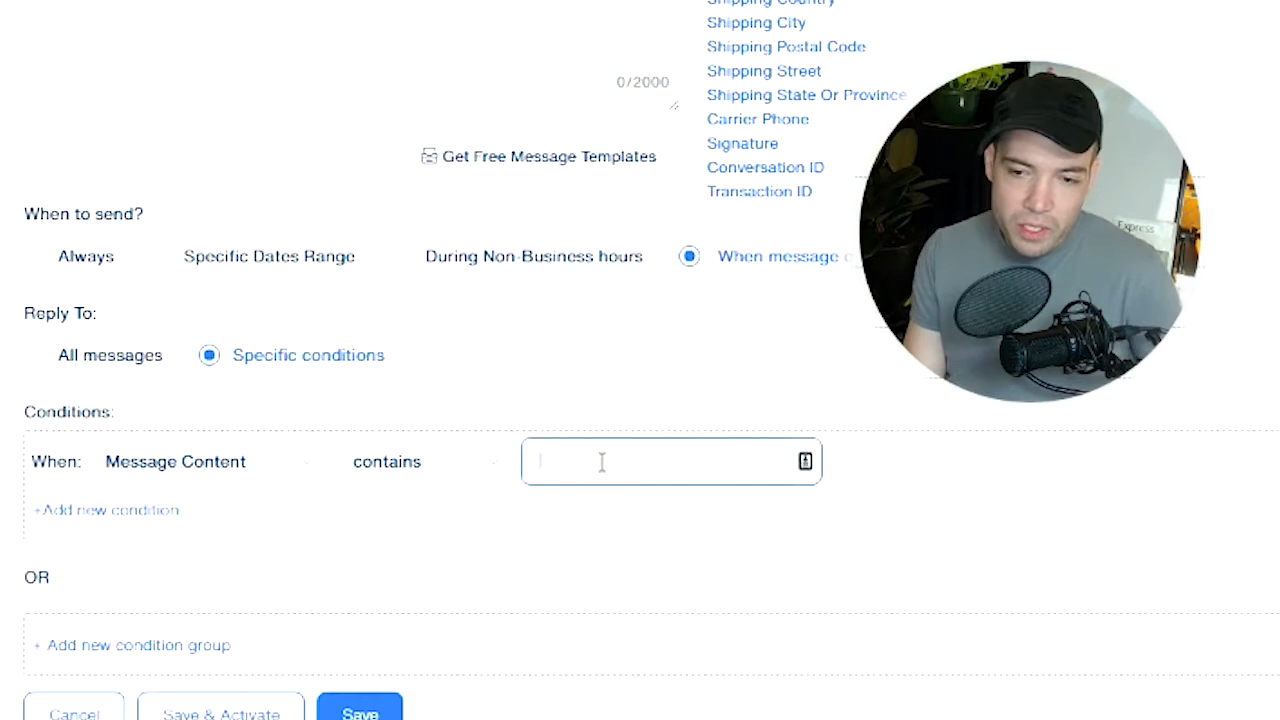 Shipping Country
Shipping City
Shipping Postal Code
0/2000
Shipping Street
Shipping State Or Province
Carrier Phone
Signature
Get Free Message Templates
Conversation ID
Transaction ID
When to send?
Always Specific Dates Range During Non-Business hours When message
Express
Reply To:
All messages Specific conditions
Conditions:
When: Message Content contains
+Add new condition
OR
+ Add new condition group
Cancel Save & Activate Save